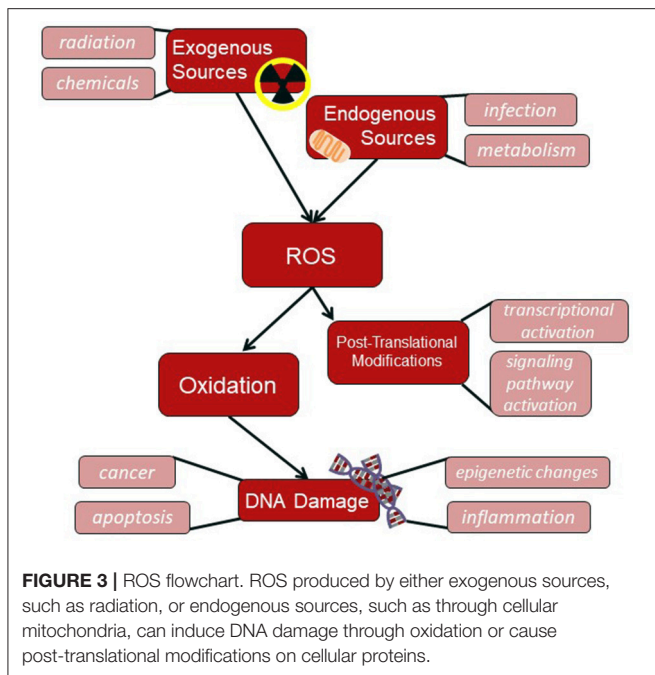 radiation
chemicals
Exogenous
Sources
Endogenous
Sources
infection
metabolism
ROS
Post-Translational
Modifications
transcriptional
activation
signaling
pathway
activation
Oxidation
cancer
apoptosis
DNA Damage
epigenetic changes
inflammation
FIGURE 3 | ROS flowchart. ROS produced by either exogenous sources,
such as radiation, or endogenous sources, such as through cellular
mitochondria, can induce DNA damage through oxidation or cause
post-translational modifications on cellular proteins.